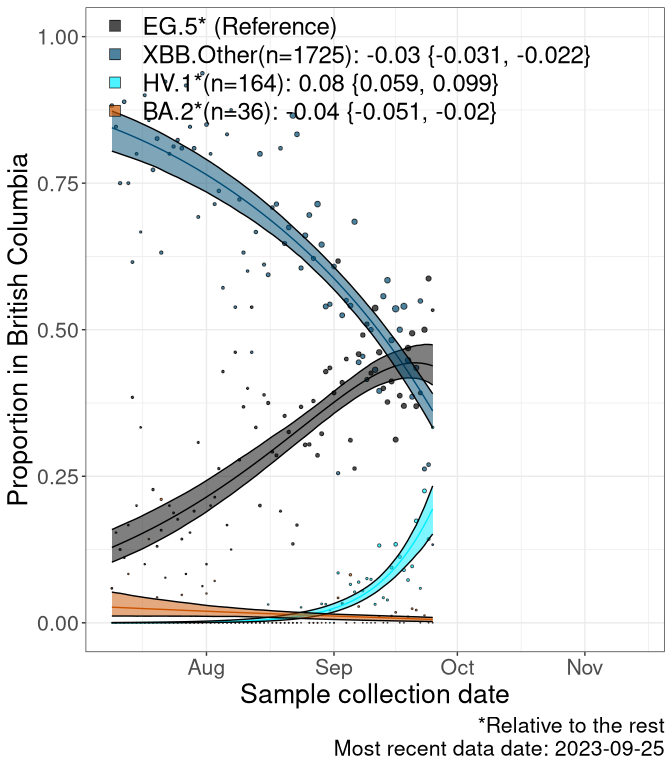 EG.5* (Reference)
XBB.Other(n=1725): -0.03 {-0.031, -0.022}
HV.1*(n=164): 0.08 {0.059, 0.099}
BA.2*(n=36): -0.04 {-0.051, -0.02}
1.00
0.75
0.50
0.25
0.00
Proportion in British Columbia
Aug Sep Oct Nov
Sample collection date
*Relative to the rest
Most recent data date: 2023-09-25